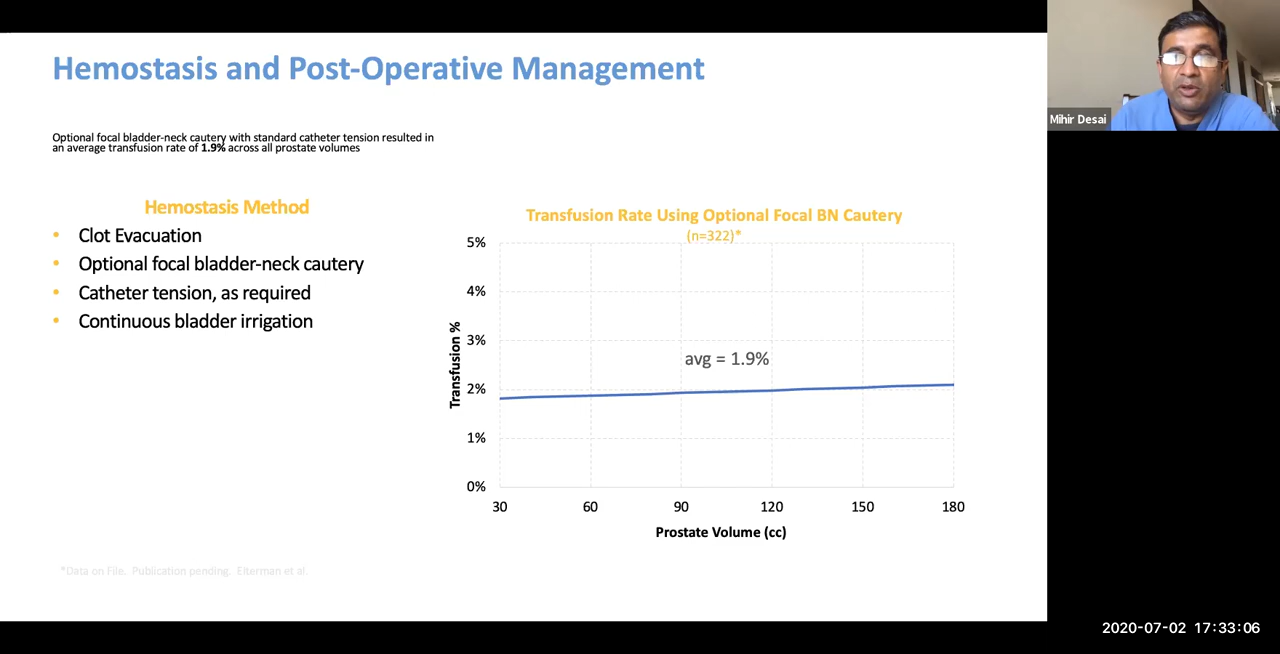 Hemostasis and Post-Operative Management
Mihir Desai
Optional focal bladder-neck cautery with standard catheter tension resulted in
an average transfusion rate of 1.9% across all prostate volumes
Hemostasis Method
• Clot Evacuation
• Optional focal bladder-neck cautery
• Catheter tension, as required
• Continuous bladder irrigation
Transfusion Rate Using Optional Focal BN Cautery
(n=322)*
5%
4%
3%
2%
1%
0%
Transfusion %
avg = 1.9%
30 60 90 120 150 180
Prostate Volume (cc)
*Data on File. Publication pending. Elterman et al.
2020-07-02 17:33:06